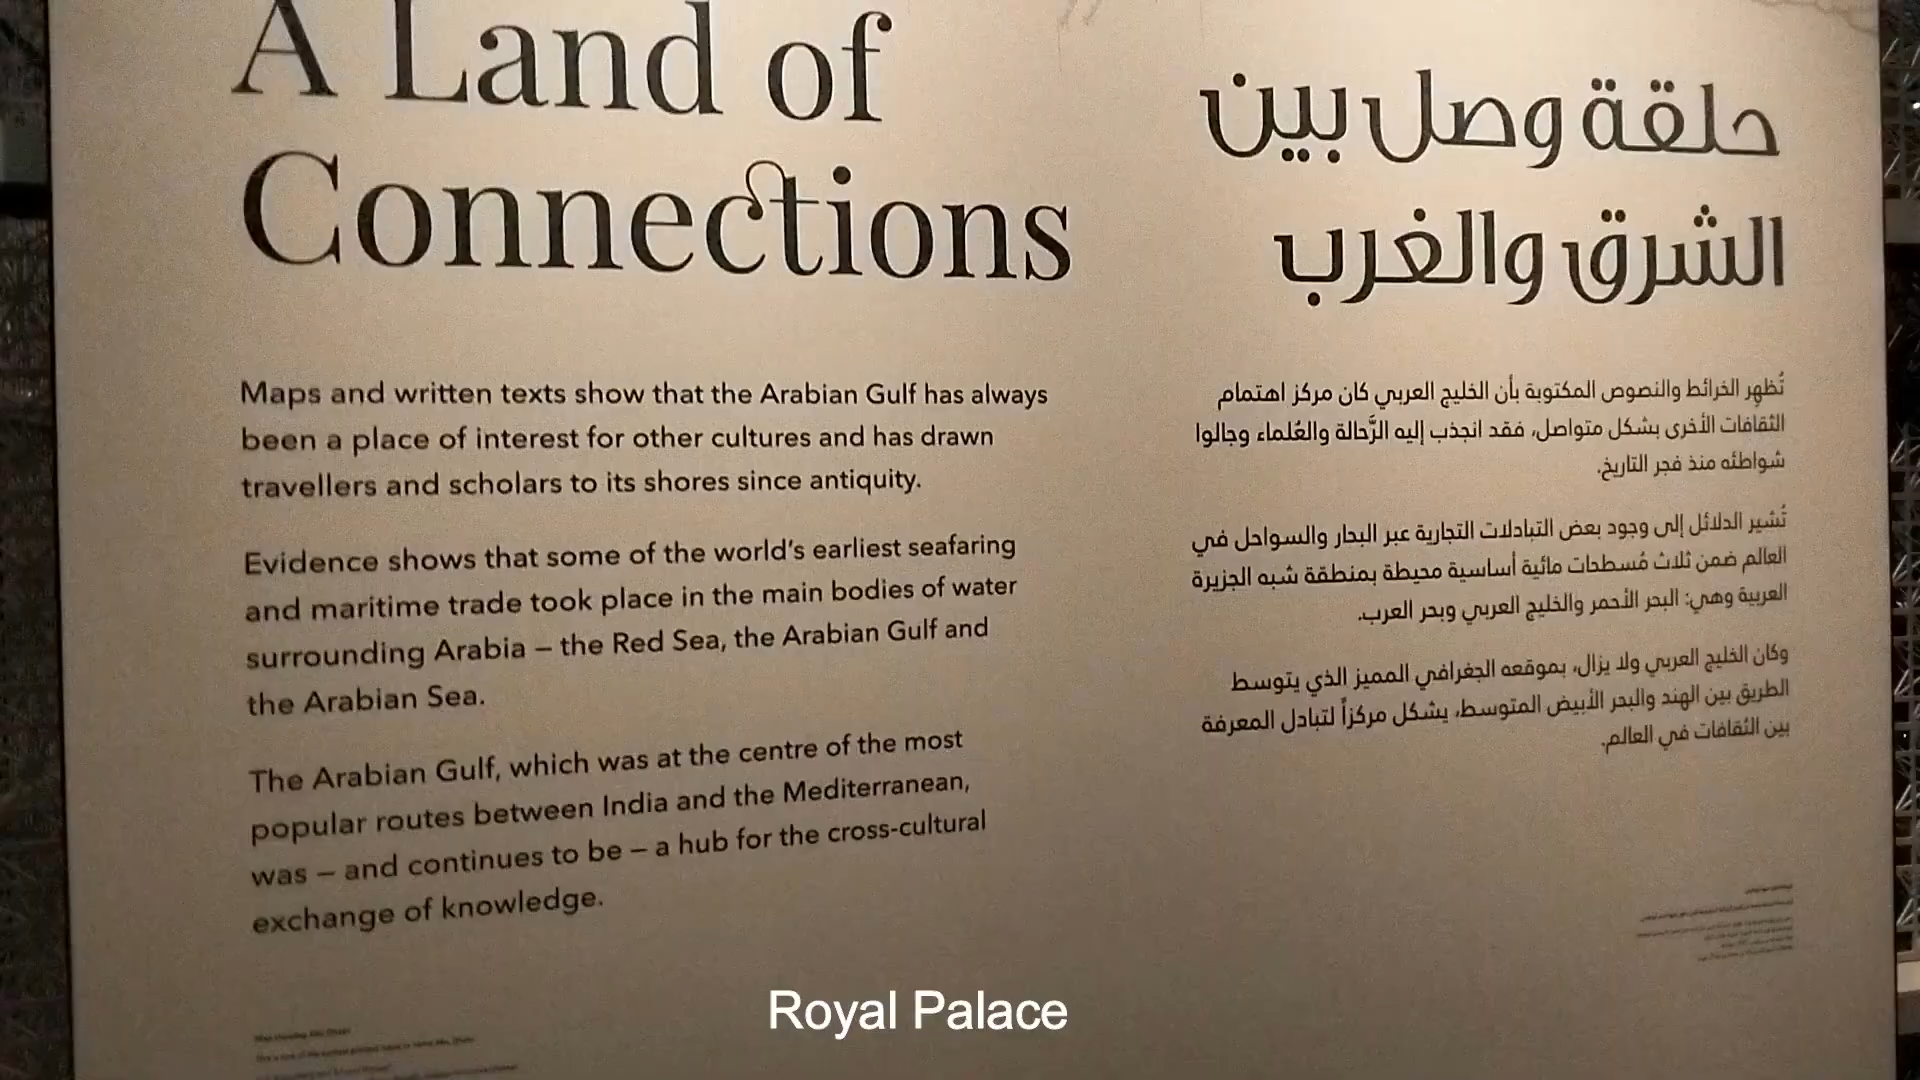 A Land of
Connections
Maps and written texts show that the Arabian Gulf has always
been a place of interest for other cultures and has drawn
travellers and scholars to its shores since antiquity.
Evidence shows that some of the world's earliest seafaring
and maritime trade took place in the main bodies of water
surrounding Arabia – the Red Sea, the Arabian Gulf and
the Arabian Sea.
The Arabian Gulf, which was at the centre of the most
popular routes between India and the Mediterranean,
was – and continues to be – a hub for the cross-cultural
exchange of knowledge.
حلقة وصل بين
الشرق والغرب
تُظهر الخرائط والنصوص المكتوبة بأن الخليج العربي كان مركز اهتمام
الثقافات الأخرى بشكل متواصل، فقد انجذب إليه الرَّحالة والعُلماء وجالوا
شواطئه منذ فجر التاريخ.
تُشير الدلائل إلى وجود بعض التبادلات التجارية عبر البحار والسواحل في
العالم ضمن ثلاث مُسطحات مائية أساسية محيطة بمنطقة شبه الجزيرة
العربية وهي: البحر الأحمر والخليج العربي وبحر العرب.
وكان الخليج العربي ولا يزال، بموقعه الجغرافي المميز الذي يتوسط
الطريق بين الهند والبحر الأبيض المتوسط، يشكل مركزاً لتبادل المعرفة
بين الثقافات في العالم.
Royal Palace